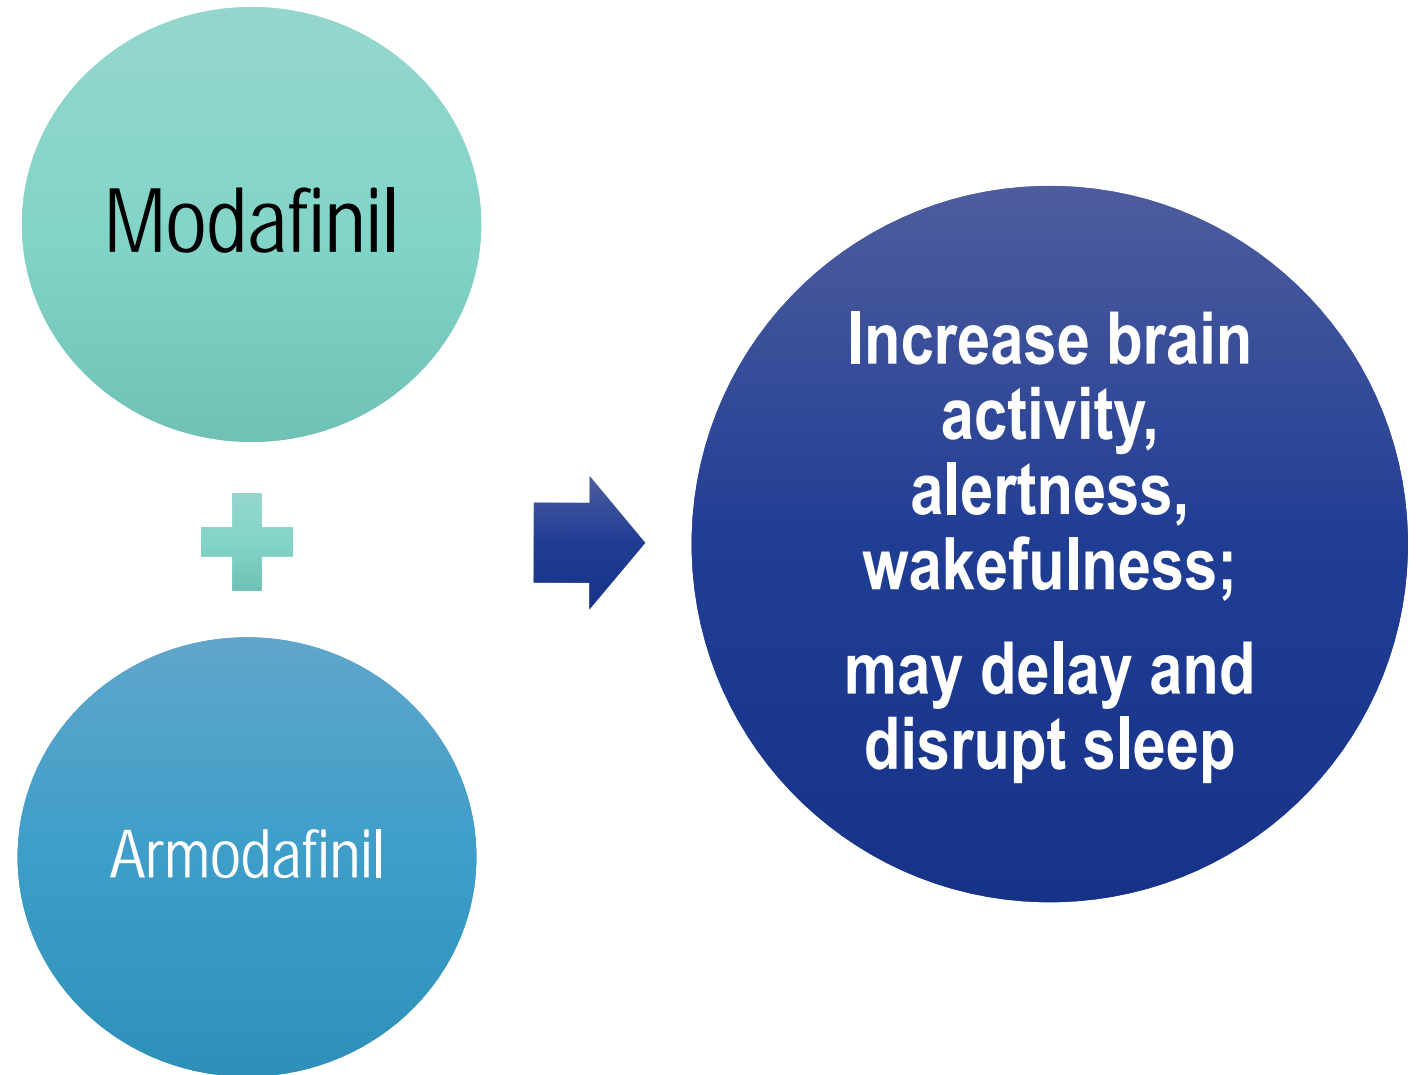 Modafinil
Armodafinil
Increase brain
activity,
alertness,
wakefulness;
may delay and
disrupt sleep